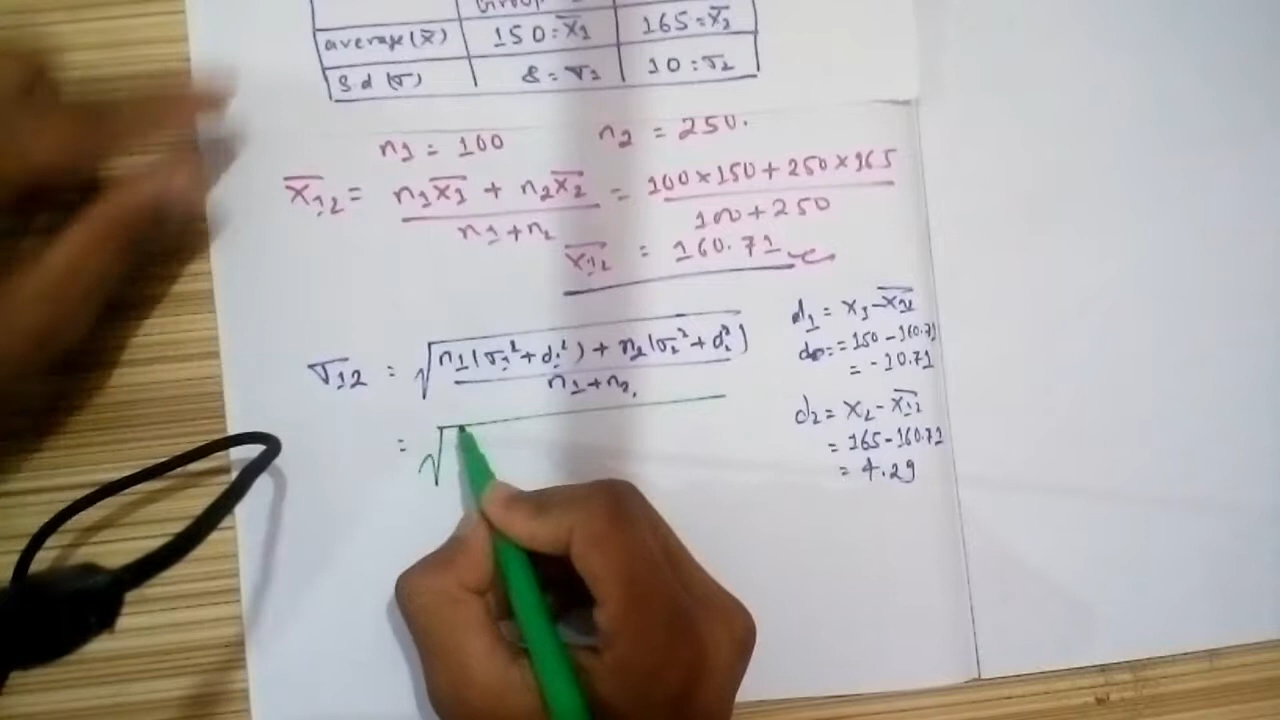 average(x̄) 150=x̄1 165=x̄2
S.d (σ) 8=σ1 10=σ2
n1 = 100 n2 = 250.
x̄12 = n1x̄1 + n2x̄2 / n1+n2 = 100×150+250×165 / 100+250
x̄12 = 160.71
σ12 = √ n1(σ1²+d1²)+n2(σ2²+d2²) / n1+n2
= √
d1 = x1-x̄12
= 150-160.71
= -10.71
d2 = x2-x̄12
= 165-160.71
= 4.29